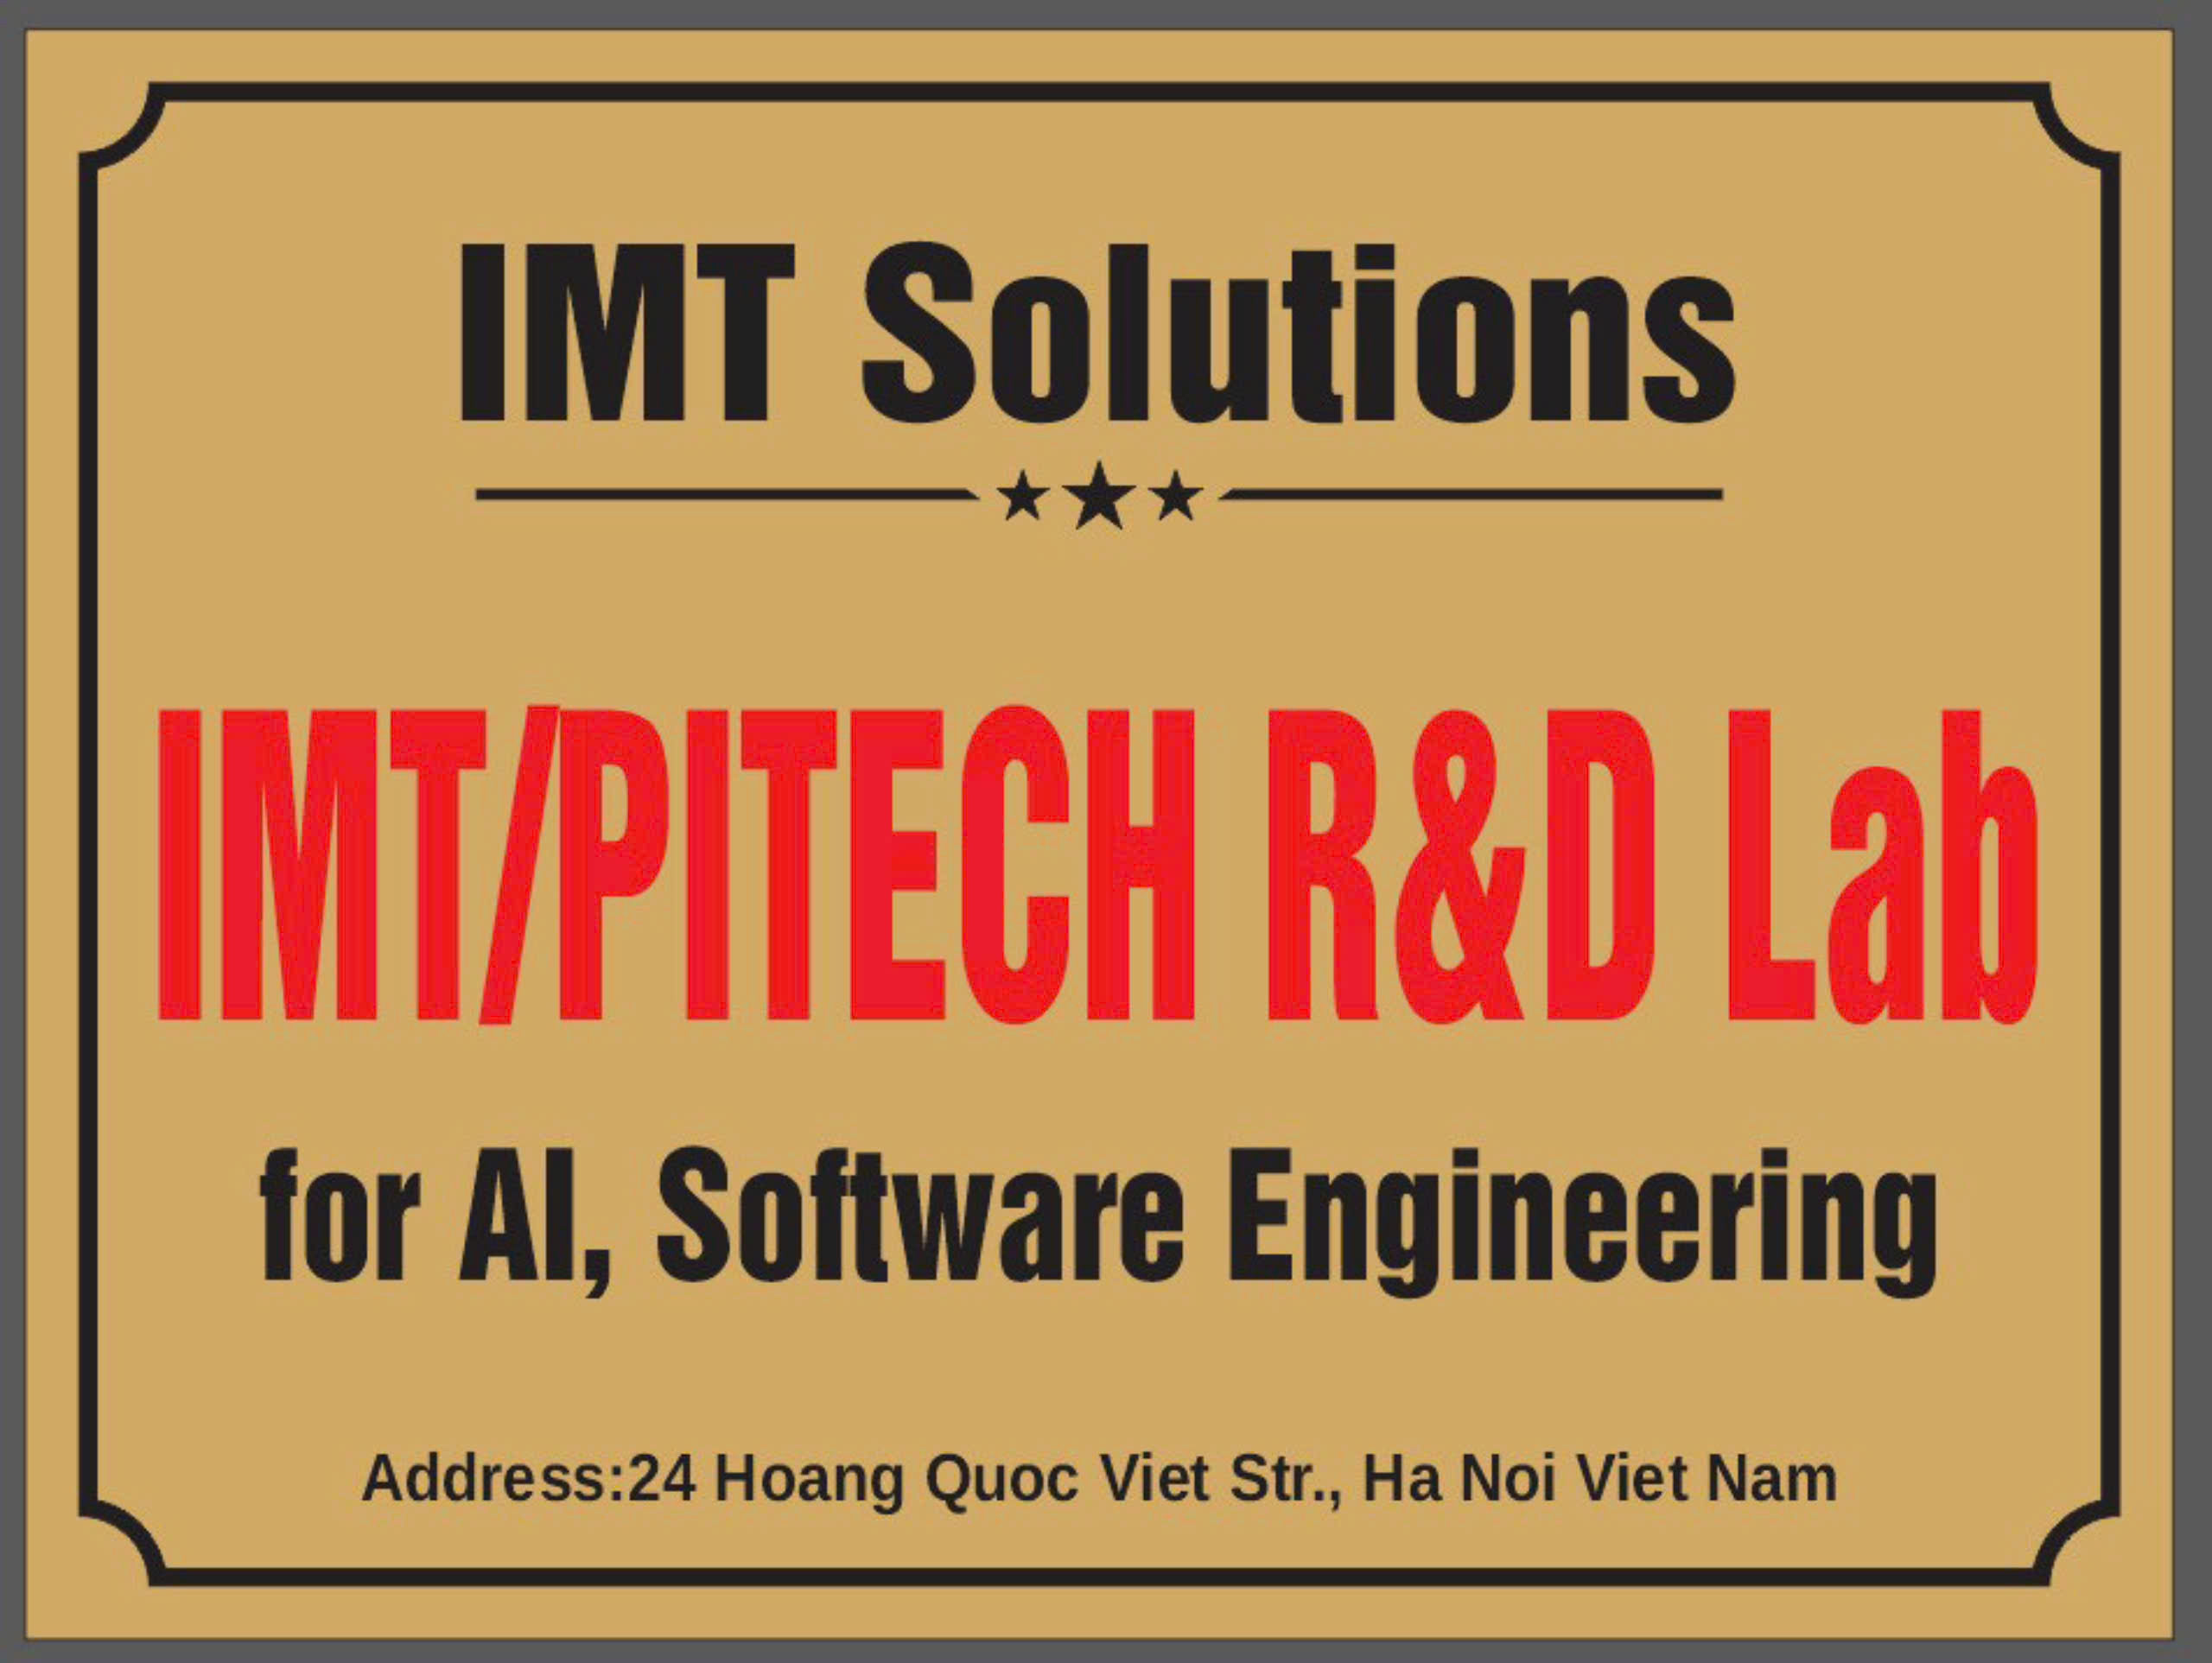 IMT Solutions
IMT/PITECH R&D Lab
for AI, Software Engineering
Address:24 Hoang Quoc Viet Str., Ha Noi Viet Nam